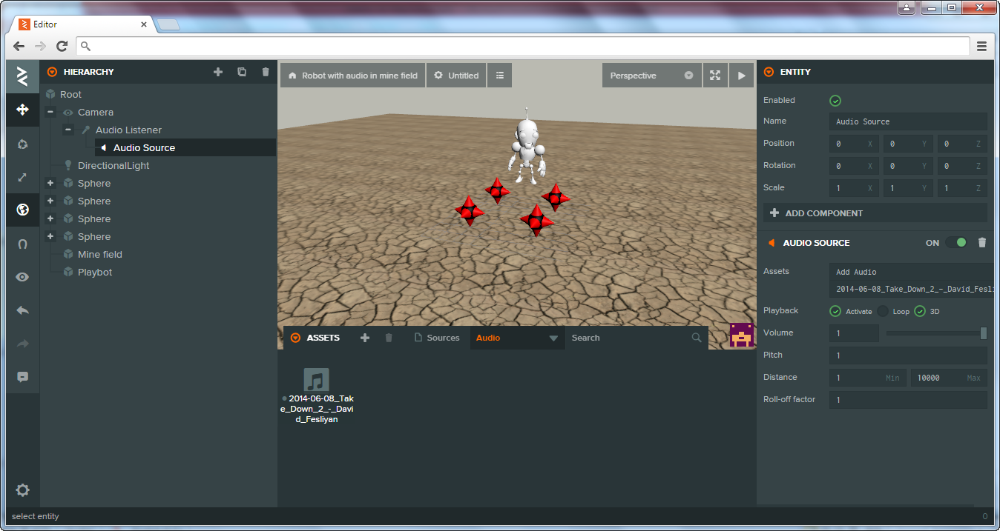 Editor
HIERARCHY
Root
Camera
Audio Listener
Audio Source
DirectionalLight
Sphere
Sphere
Sphere
Sphere
Mine field
Playbot
Robot with audio in mine field
Untitled
Perspective
ASSETS
Sources
Audio
Search
2014-06-08_Tak
e_Down_2_-_Davi
d_Fesliyan
ENTITY
Enabled
Name Audio Source
Position 0 X 0 Y 0 Z
Rotation 0 X 0 Y 0 Z
Scale 1 X 1 Y 1 Z
ADD COMPONENT
AUDIO SOURCE ON
Assets Add Audio
2014-06-08_Take_Down_2_-_David_Fesli
Playback Activate Loop 3D
Volume 1
Pitch 1
Distance 1 Min 10000 Max
Roll-off factor 1
select entity 0